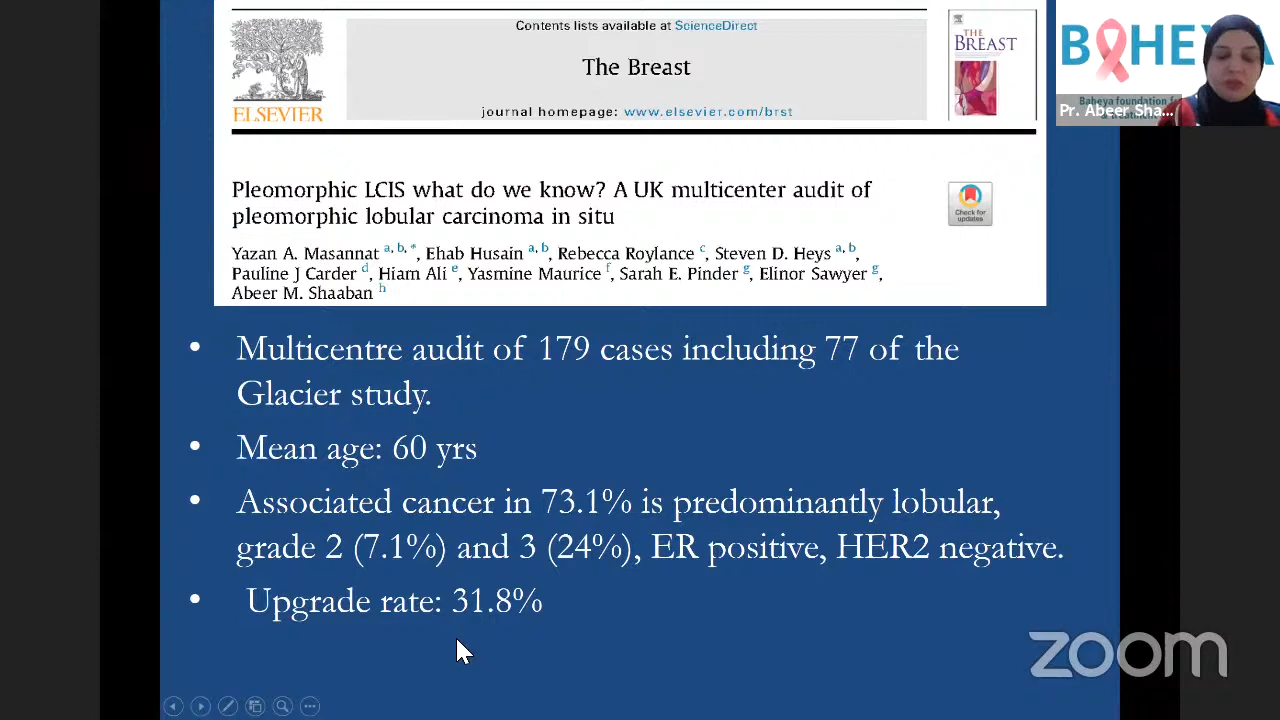 Contents lists available at ScienceDirect
The Breast
journal homepage: www.elsevier.com/brst
ELSEVIER
THE
BREAST
Pleomorphic LCIS what do we know? A UK multicenter audit of
pleomorphic lobular carcinoma in situ
Check for
updates
Yazan A. Masannat a, b, *, Ehab Husain a, b, Rebecca Roylance c, Steven D. Heys a, b,
Pauline J Carder d, Hiam Ali e, Yasmine Maurice f, Sarah E. Pinder g, Elinor Sawyer g,
Abeer M. Shaaban h
• Multicentre audit of 179 cases including 77 of the
Glacier study.
• Mean age: 60 yrs
• Associated cancer in 73.1% is predominantly lobular,
grade 2 (7.1%) and 3 (24%), ER positive, HER2 negative.
• Upgrade rate: 31.8%
Baheya foundation
Pr. Abeer Sha...
zoom